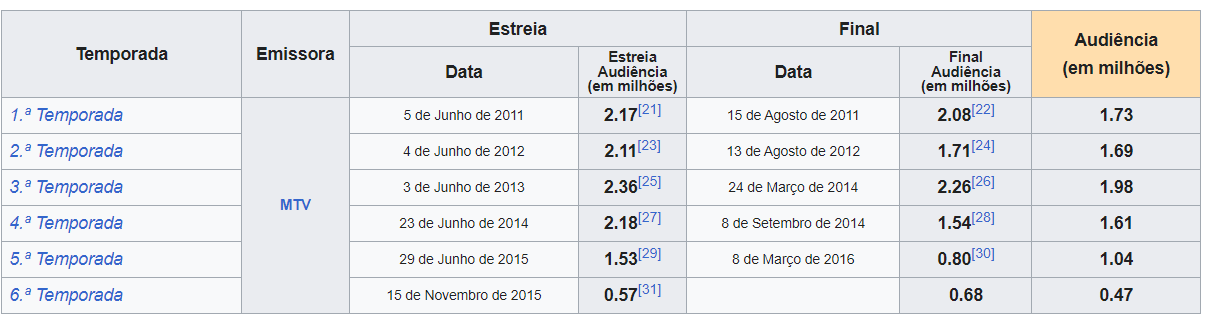 Temporada Emissora Estreia Final Audiência (em milhões)
Data Estreia Audiência (em milhões) Data Final Audiência (em milhões)
1.ª Temporada MTV 5 de Junho de 2011 2.17[21] 15 de Agosto de 2011 2.08[22] 1.73
2.ª Temporada 4 de Junho de 2012 2.11[23] 13 de Agosto de 2012 1.71[24] 1.69
3.ª Temporada 3 de Junho de 2013 2.36[25] 24 de Março de 2014 2.26[26] 1.98
4.ª Temporada 23 de Junho de 2014 2.18[27] 8 de Setembro de 2014 1.54[28] 1.61
5.ª Temporada 29 de Junho de 2015 1.53[29] 8 de Março de 2016 0.80[30] 1.04
6.ª Temporada 15 de Novembro de 2015 0.57[31] 0.68 0.47